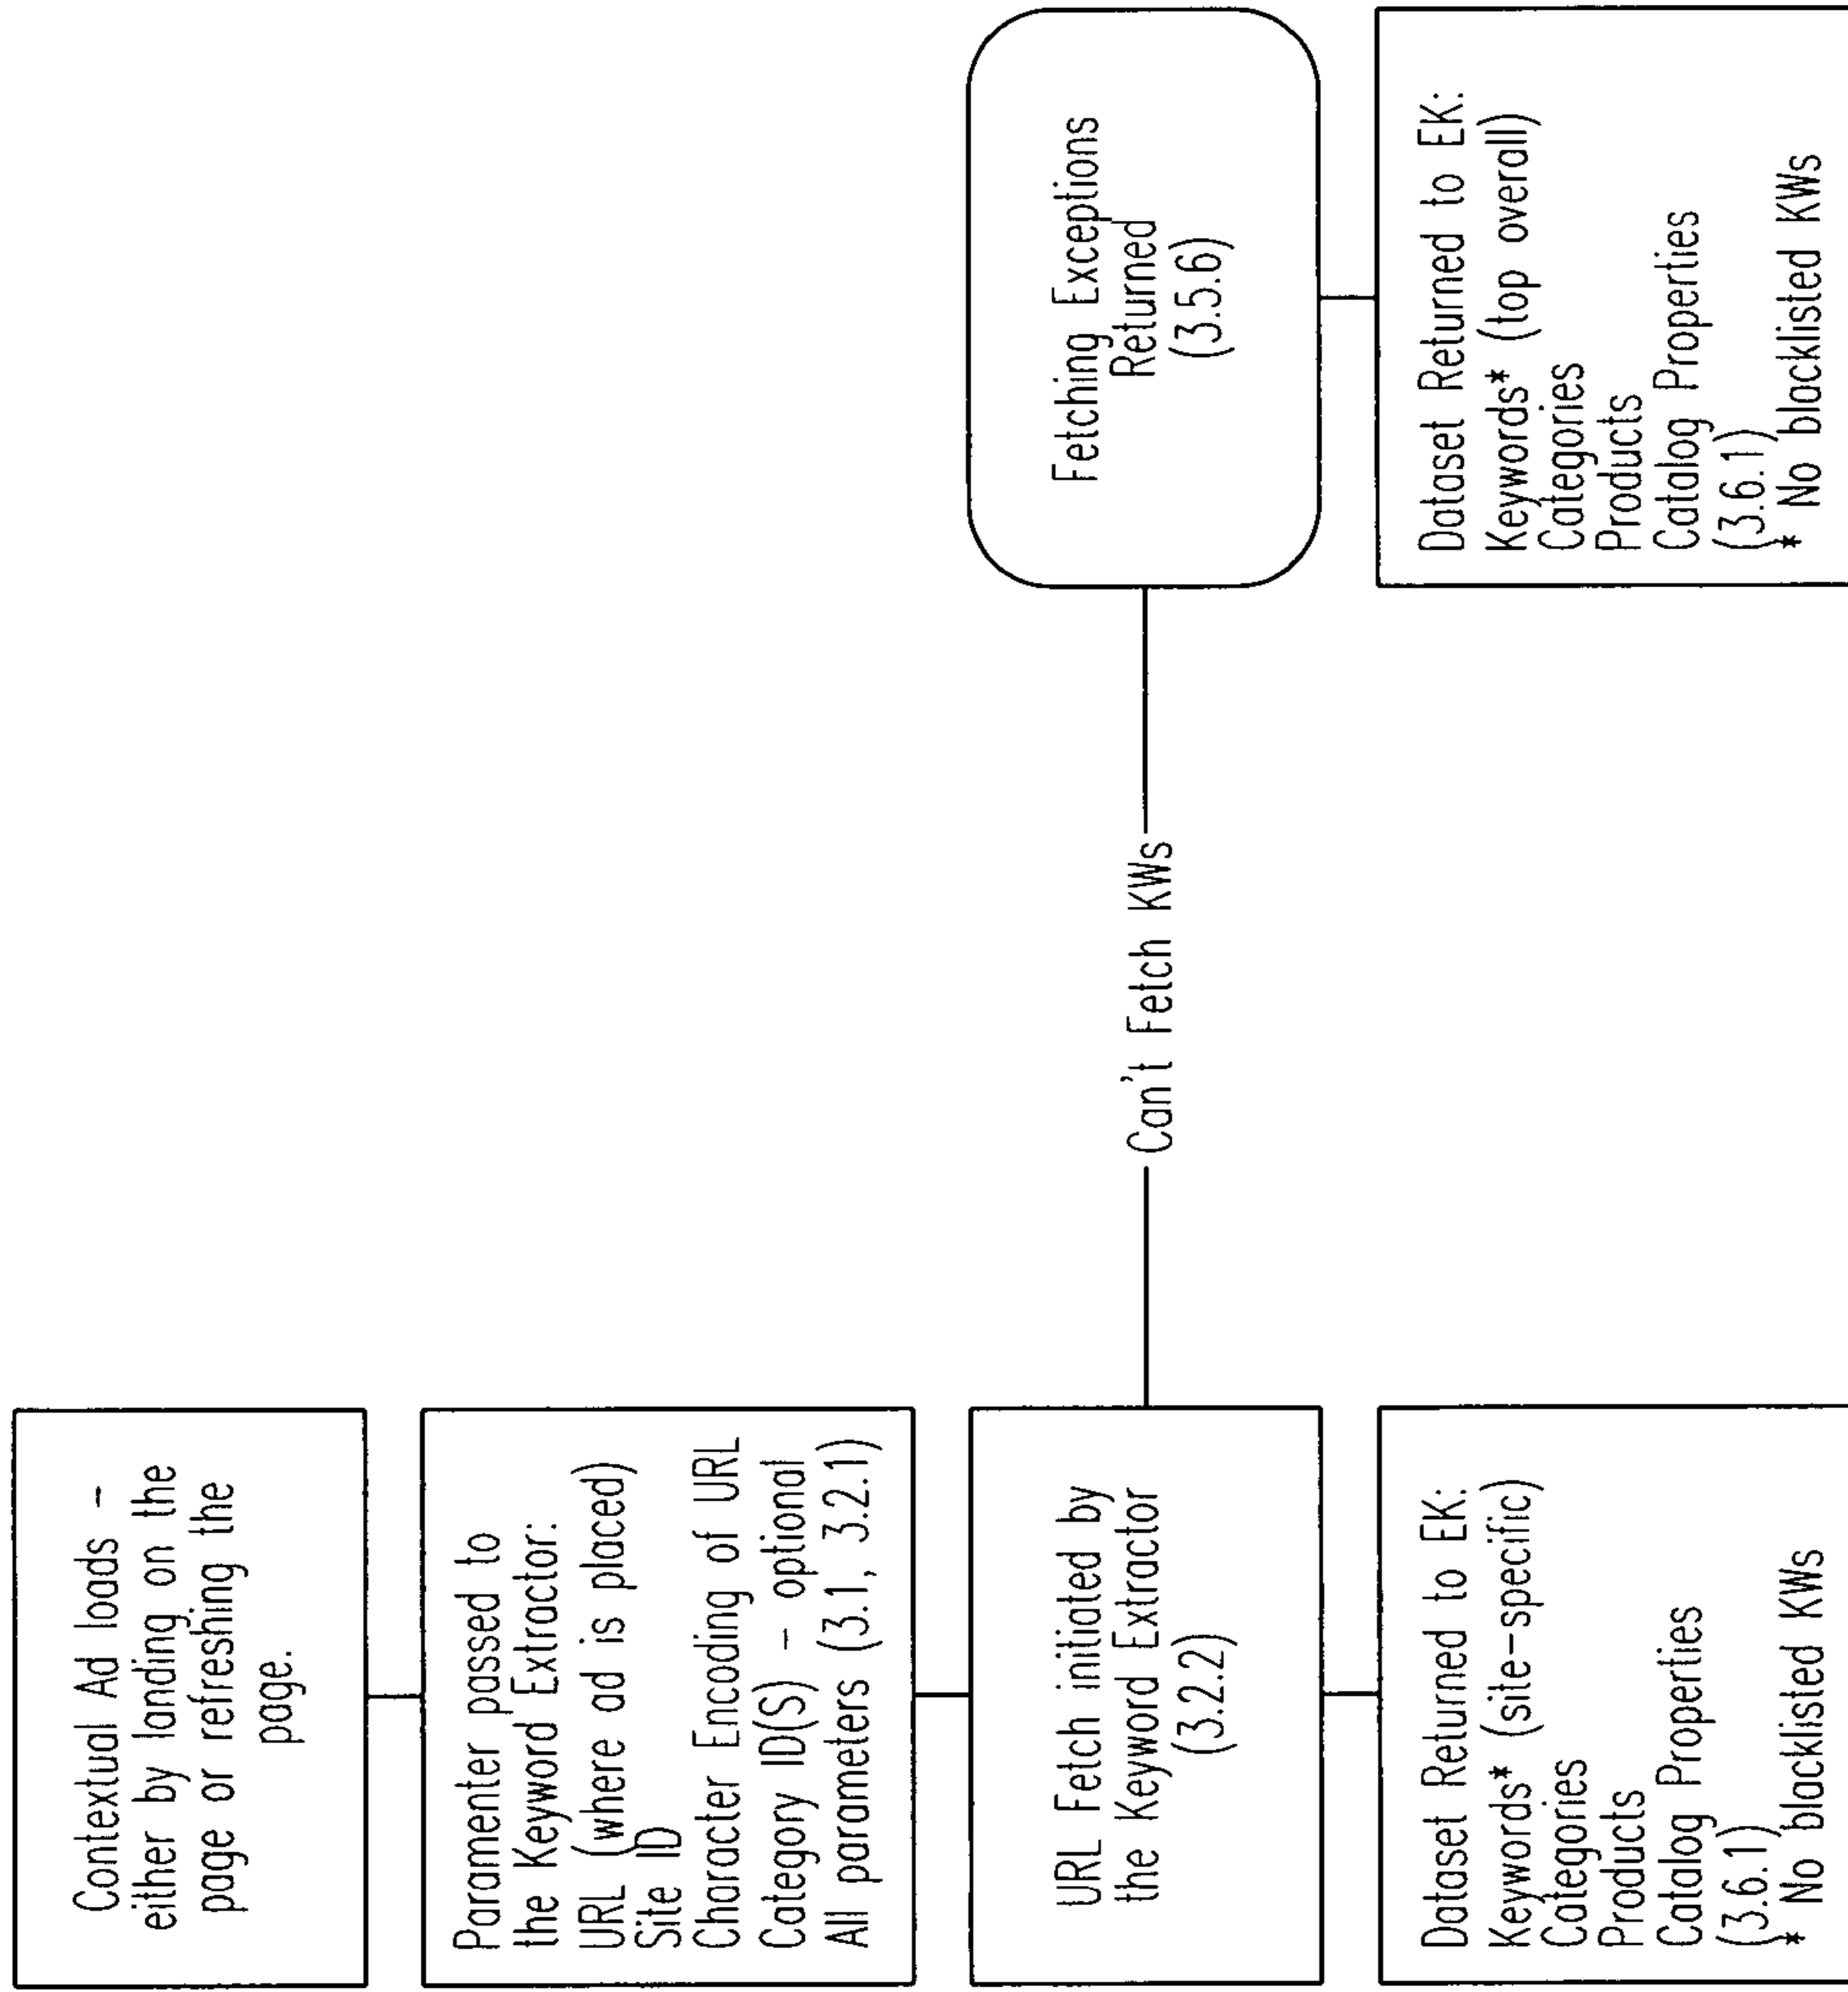 Contextual Ad loads -
either by landing on the
page or refreshing the
page.
Paramenter passed to
the Keyword Extractor:
URL (where ad is placed)
Site ID
Character Encoding of URL
Category ID(S) - optional
All parameters (3.1, 3.2.1)
URL Fetch initiated by
the Keyword Extractor
(3.2.2)
Can't Fetch KWs
Fetching Exceptions
Returned
(3.5.6)
Dataset Returned to EK:
Keywords* (site-specific)
Categories
Products
Catalog Properties
(3.6.1)
* No blacklisted KWs
Dataset Returned to EK:
Keywords* (top overall)
Categories
Products
Catalog Properties
(3.6.1)
* No blacklisted KWs